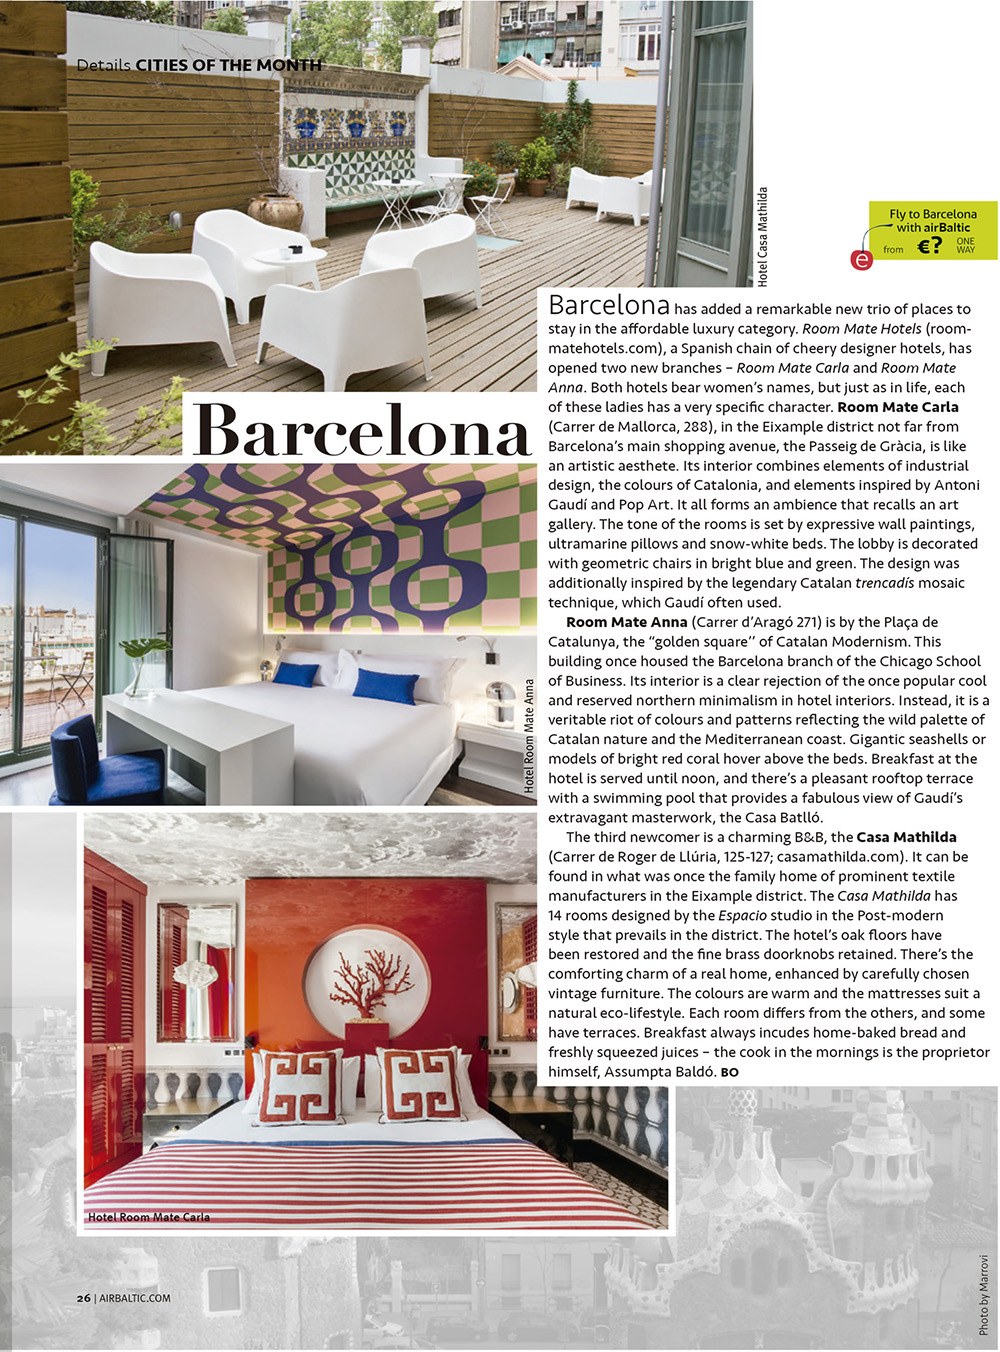 Details CITIES OF THE MONTH
Hotel Casa Mathilda
Fly to Barcelona
with airBaltic
from €? ONE
WAY
e
Barcelona
Barcelona has added a remarkable new trio of places to
stay in the affordable luxury category. Room Mate Hotels (room-
matehotels.com), a Spanish chain of cheery designer hotels, has
opened two new branches – Room Mate Carla and Room Mate
Anna. Both hotels bear women's names, but just as in life, each
of these ladies has a very specific character. Room Mate Carla
(Carrer de Mallorca, 288), in the Eixample district not far from
Barcelona's main shopping avenue, the Passeig de Gràcia, is like
an artistic aesthete. Its interior combines elements of industrial
design, the colours of Catalonia, and elements inspired by Antoni
Gaudí and Pop Art. It all forms an ambience that recalls an art
gallery. The tone of the rooms is set by expressive wall paintings,
ultramarine pillows and snow-white beds. The lobby is decorated
with geometric chairs in bright blue and green. The design was
additionally inspired by the legendary Catalan trencadís mosaic
technique, which Gaudí often used.
Room Mate Anna (Carrer d'Aragó 271) is by the Plaça de
Catalunya, the "golden square" of Catalan Modernism. This
building once housed the Barcelona branch of the Chicago School
of Business. Its interior is a clear rejection of the once popular cool
and reserved northern minimalism in hotel interiors. Instead, it is a
veritable riot of colours and patterns reflecting the wild palette of
Catalan nature and the Mediterranean coast. Gigantic seashells or
models of bright red coral hover above the beds. Breakfast at the
hotel is served until noon, and there's a pleasant rooftop terrace
with a swimming pool that provides a fabulous view of Gaudí's
extravagant masterwork, the Casa Batlló.
The third newcomer is a charming B&B, the Casa Mathilda
(Carrer de Roger de Llúria, 125-127; casamathilda.com). It can be
found in what was once the family home of prominent textile
manufacturers in the Eixample district. The Casa Mathilda has
14 rooms designed by the Espacio studio in the Post-modern
style that prevails in the district. The hotel's oak floors have
been restored and the fine brass doorknobs retained. There's the
comforting charm of a real home, enhanced by carefully chosen
vintage furniture. The colours are warm and the mattresses suit a
natural eco-lifestyle. Each room differs from the others, and some
have terraces. Breakfast always incudes home-baked bread and
freshly squeezed juices – the cook in the mornings is the proprietor
himself, Assumpta Baldó. BO
Hotel Room Mate Anna
Hotel Room Mate Carla
26 | AIRBALTIC.COM
Photo by Marrovi